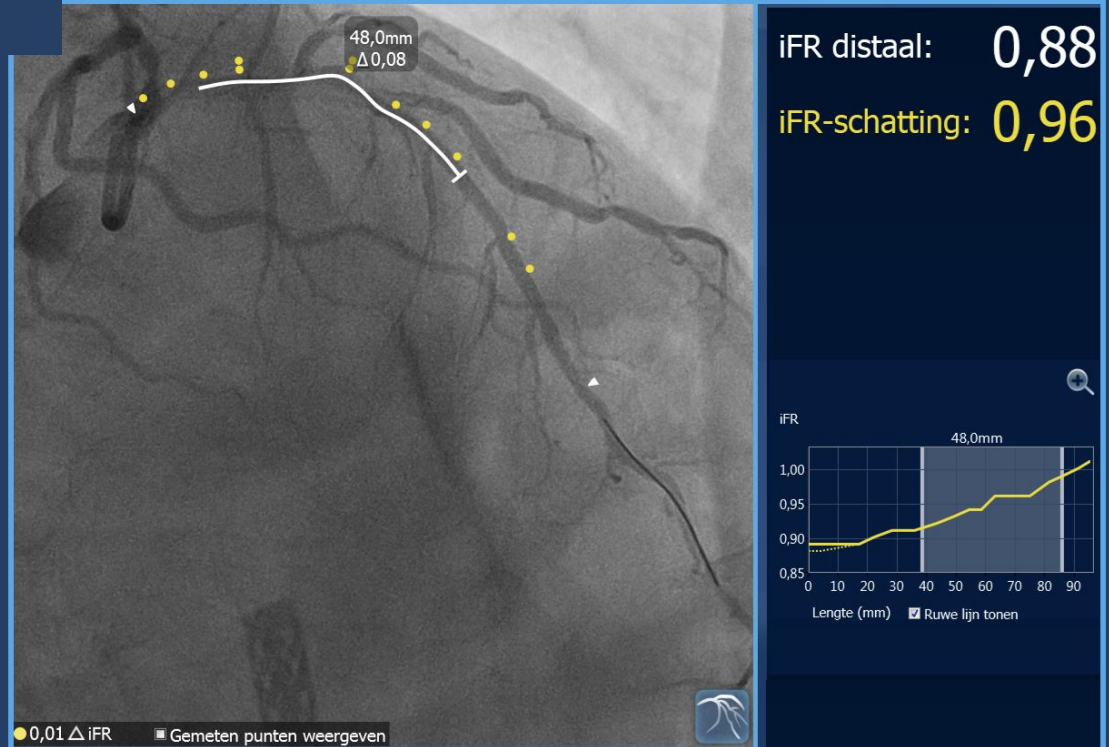 48,0mm
Δ0,08
iFR distaal: 0,88
iFR-schatting: 0,96
iFR
48,0mm
1,00
0,95
0,90
0,85
0 10 20 30 40 50 60 70 80 90
Lengte (mm) Ruwe lijn tonen
0,01 Δ iFR Gemeten punten weergeven